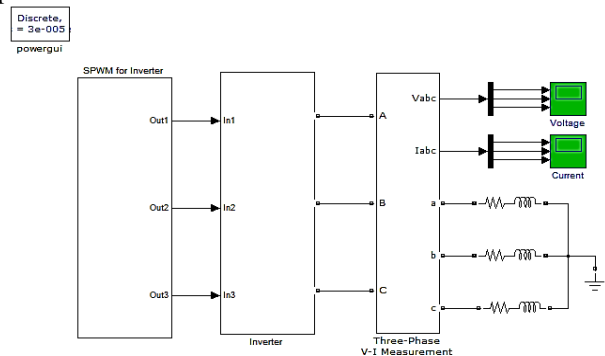 Discrete,
= 3e-005
powergui
SPWM for Inverter
Out1
In1
A
Vabc
Voltage
Iabc
Current
Out2
In2
B
a
b
Out3
In3
C
c
Inverter
Three-Phase
V-I Measurement